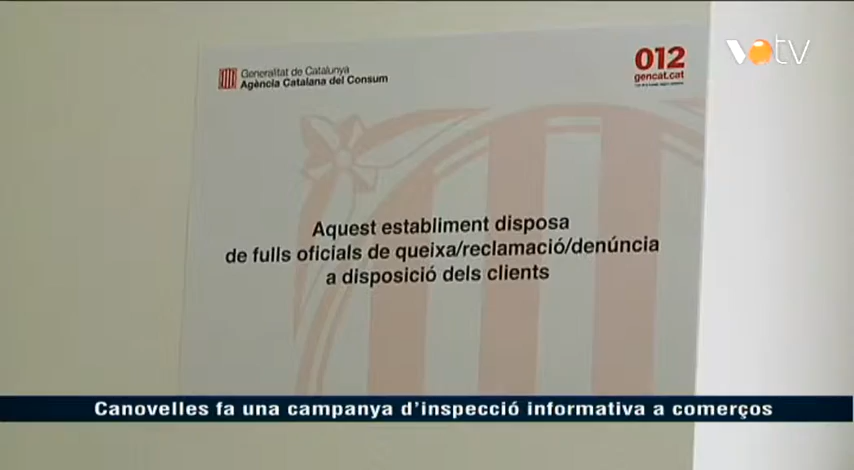 votv
Generalitat de Catalunya
Agència Catalana del Consum
012
gencat.cat
Aquest establiment disposa
de fulls oficials de queixa/reclamació/denúncia
a disposició dels clients
Canovelles fa una campanya d'inspecció informativa a comerços